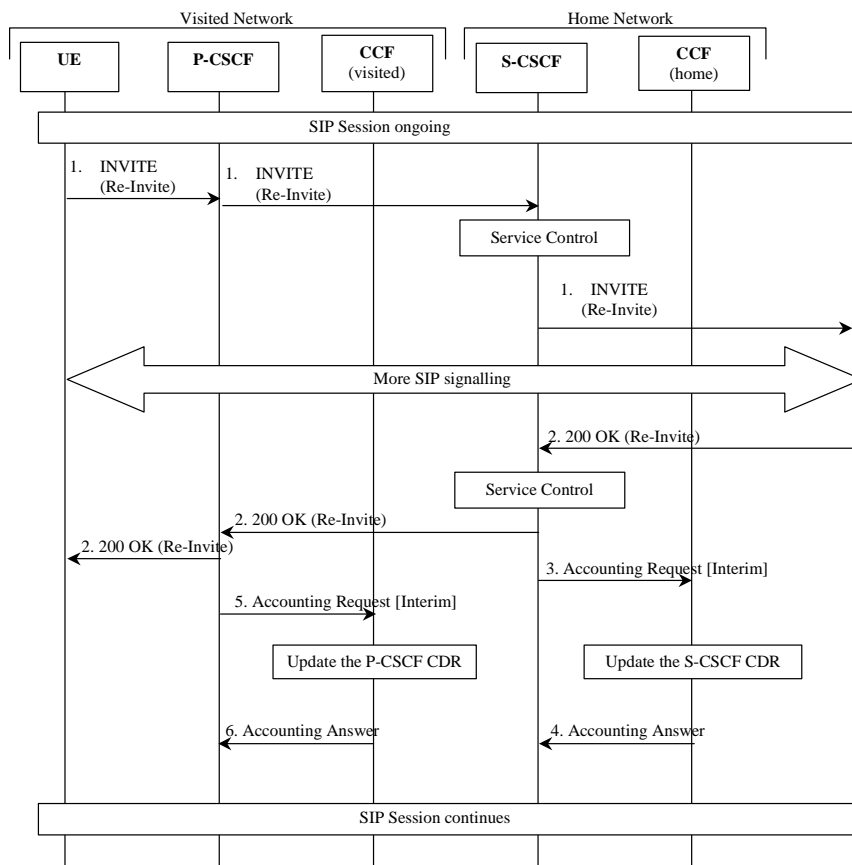 Visited Network
Home Network
UE
P-CSCF
CCF
(visited)
S-CSCF
CCF
(home)
SIP Session ongoing
1. INVITE
(Re-Invite)
1. INVITE
(Re-Invite)
Service Control
1. INVITE
(Re-Invite)
More SIP signalling
2. 200 OK (Re-Invite)
Service Control
2. 200 OK (Re-Invite)
2. 200 OK (Re-Invite)
3. Accounting Request [Interim]
5. Accounting Request [Interim]
Update the P-CSCF CDR
Update the S-CSCF CDR
6. Accounting Answer
4. Accounting Answer
SIP Session continues